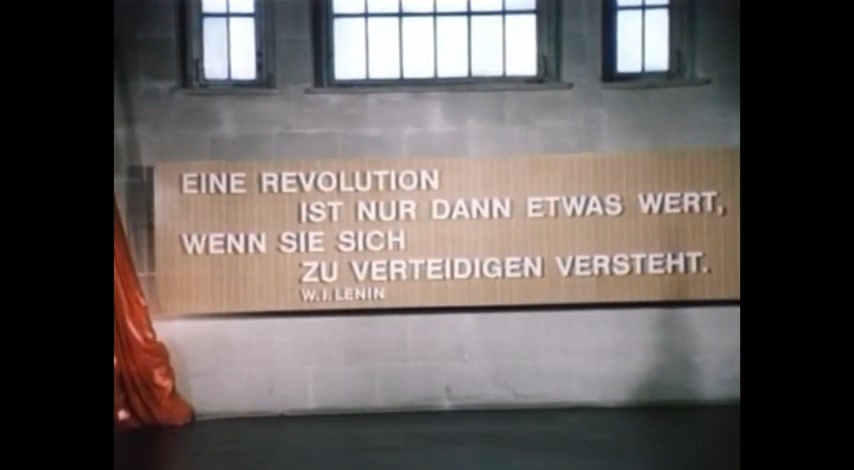 EINE REVOLUTION
IST NUR DANN ETWAS WERT,
WENN SIE SICH
ZU VERTEIDIGEN VERSTEHT.
W. I. LENIN